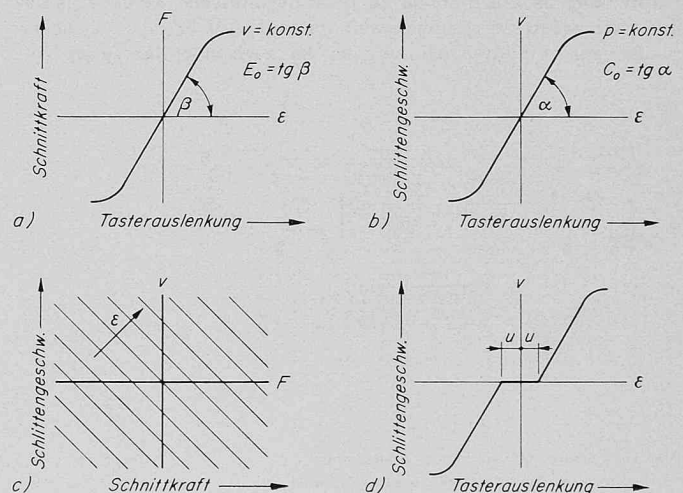 F
v = konst.
E₀ = tg β
β
ε
Schnittkraft
a)
Tasterauslenkung
v
p = konst.
C₀ = tg α
α
ε
Schlittengeschw.
b)
Tasterauslenkung
v
ε
F
Schlittengeschw.
c)
Schnittkraft
v
u u
ε
Schlittengeschw.
d)
Tasterauslenkung